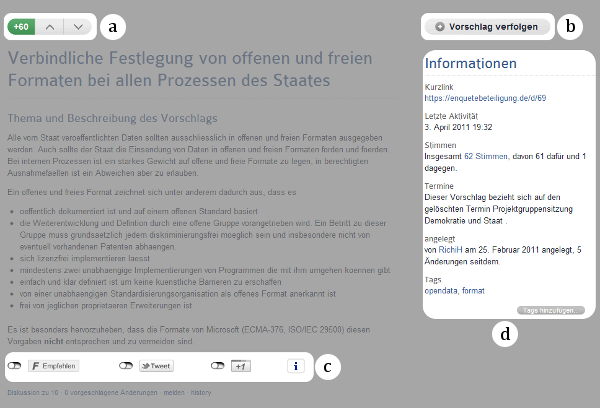 +60
a
Vorschlag verfolgen
b
Verbindliche Festlegung von offenen und freien
Formaten bei allen Prozessen des Staates
Thema und Beschreibung des Vorschlags
Alle vom Staat veroeffentlichten Daten sollten ausschliesslich in offenen und freien Formaten ausgegeben
werden. Auch sollte der Staat die Einsendung von Daten in offenen und freien Formaten forden und foerden.
Bei internen Prozessen ist ein starkes Gewicht auf offene und freie Formate zu legen, in berechtigten
Ausnahmefaellen ist ein Abweichen aber zu erlauben.
Ein offenes und freies Format zeichnet sich unter anderem dadurch aus, dass es
oeffentlich dokumentiert ist und auf einem offenen Standard basiert
die Weiterentwicklung und Defintion durch eine offene Gruppe vorangetrieben wird. Ein Betritt zu dieser
Gruppe muss grundsaetzlich jedem diskriminierungsfrei moeglich sein und insbesondere nicht von
eventuell vorhandenen Patenten abhaengen.
sich lizenzfrei implementieren laesst
mindestens zwei unabhaengige Implementierungen von Programmen die mit ihm umgehen koennen gibt
einfach und klar definiert ist um keine kuenstliche Barrieren zu erschaffen
von einer unabhaengigen Standardisierungsorganisation als offenes Format anerkannt ist
frei von jeglichen proprietaeren Erweiterungen ist
Es ist besonders hervorzuheben, dass die Formate von Microsoft (ECMA-376, ISO/IEC 29500) diesen
Vorgaben nicht entsprechen und zu vermeiden sind
Empfehlen
Tweet
+1
i
c
Diskussion zu 16 · 0 vorgeschlagene Änderungen · melden · history
Informationen
Kurzlink
https://enquetebeteiligung.de/d/69
Letzte Aktivität
3. April 2011 19:32
Stimmen
Insgesamt 62 Stimmen, davon 61 dafür und 1
dagegen.
Termine
Dieser Vorschlag bezieht sich auf den
gelöschten Termin Projektgruppensitzung
Demokratie und Staat .
angelegt
von RichiH am 25. Februar 2011 angelegt, 5
Änderungen seitdem.
Tags
opendata, format
Tags hinzufügen...
d